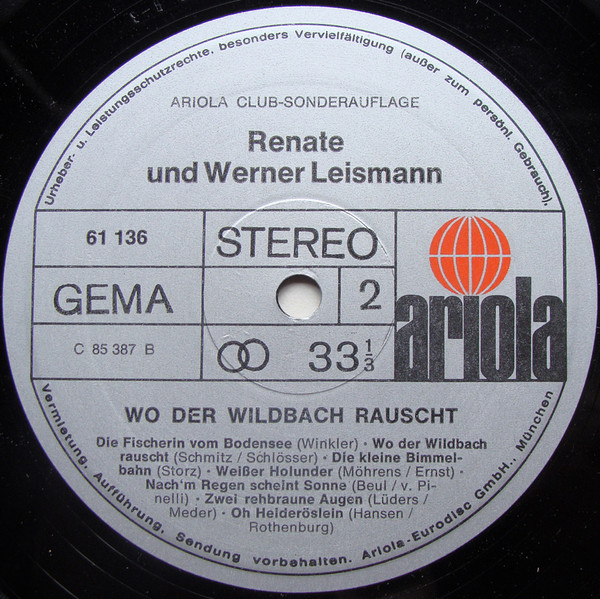 Urheber- u. Leistungsschutzrechte, besonders Vervielfältigung (außer zum persönl. Gebrauch),
ARIOLA CLUB-SONDERAUFLAGE
Renate
und Werner Leismann
61 136
STEREO
GEMA
2
ariola
C 85 387 B
33 1/3
WO DER WILDBACH RAUSCHT
Die Fischerin vom Bodensee (Winkler) · Wo der Wildbach
rauscht (Schmitz / Schlösser) · Die kleine Bimmel-
bahn (Storz) · Weißer Holunder (Möhrens / Ernst) ·
Nach'm Regen scheint Sonne (Beul / v. Pi-
nelli) · Zwei rehbraune Augen (Lüders /
Meder) · Oh Heideröslein (Hansen /
Rothenburg)
Vermietung, Aufführung, Sendung vorbehalten. Ariola-Eurodisc GmbH., München